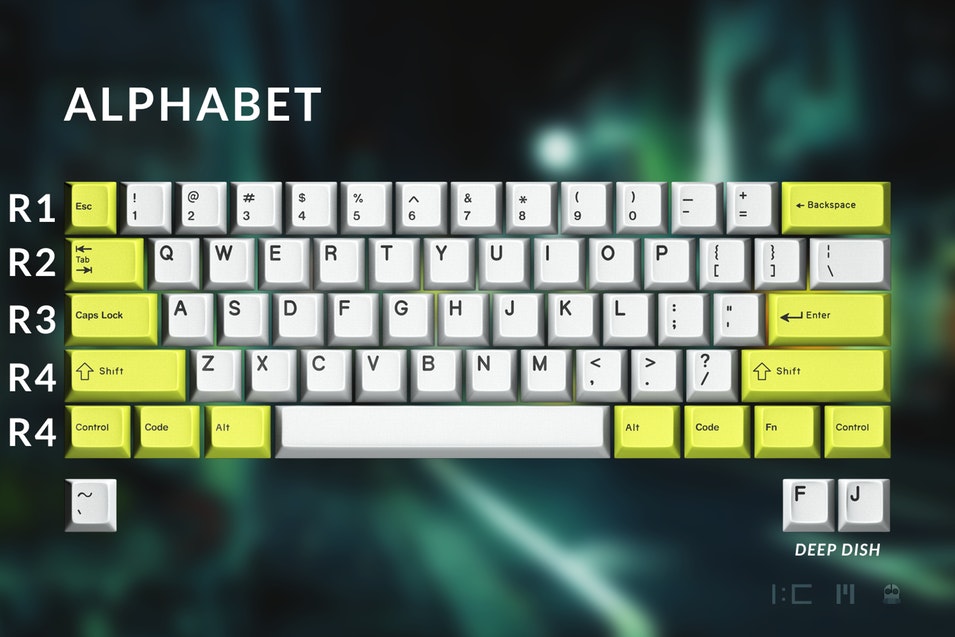 ALPHABET
R1 Esc ! 1 @ 2 # 3 $ 4 % 5 ^ 6 & 7 * 8 ( 9 ) 0 — - + = ← Backspace
R2 ⇤ Tab ⇥ Q W E R T Y U I O P { [ } ] ¦ \
R3 Caps Lock A S D F G H J K L : ; " ' ↵ Enter
R4 ⇧ Shift Z X C V B N M < , > . ? / ⇧ Shift
R4 Control Code Alt Alt Code Fn Control
~ ` F J
DEEP DISH